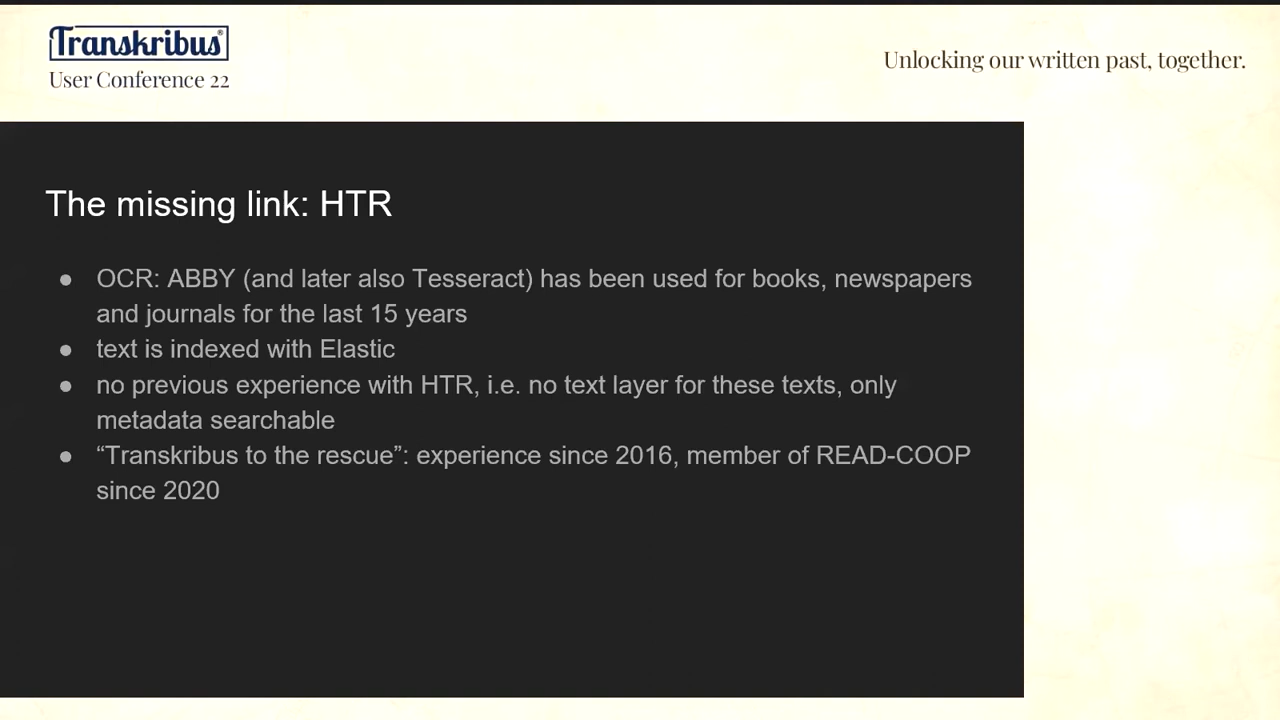 Transkribus®
User Conference 22
Unlocking our written past, together.
The missing link: HTR
● OCR: ABBY (and later also Tesseract) has been used for books, newspapers
and journals for the last 15 years
● text is indexed with Elastic
● no previous experience with HTR, i.e. no text layer for these texts, only
metadata searchable
● “Transkribus to the rescue”: experience since 2016, member of READ-COOP
since 2020